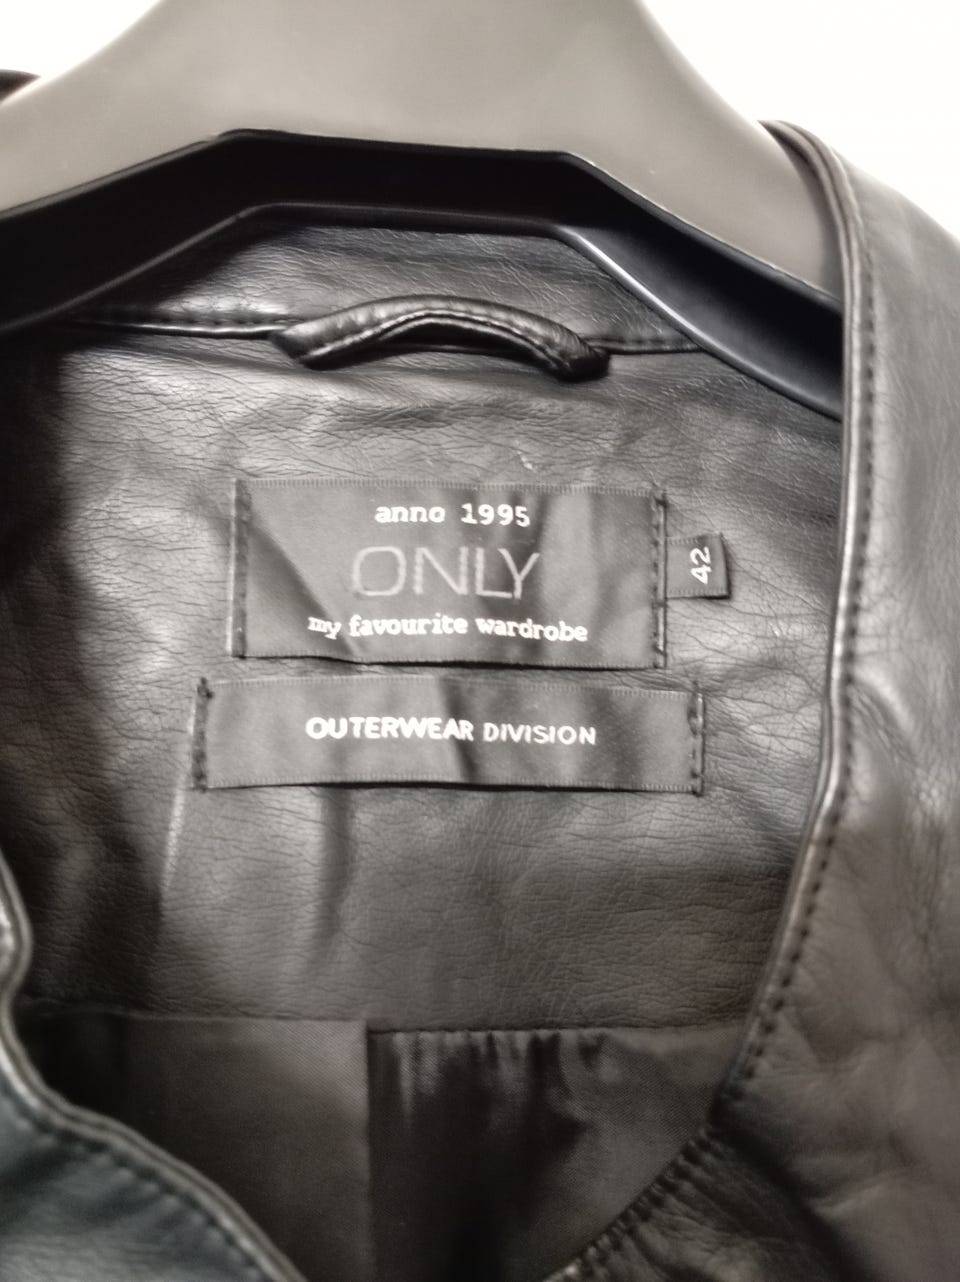 anno 1995
ONLY
my favourite wardrobe
42
OUTERWEAR DIVISION